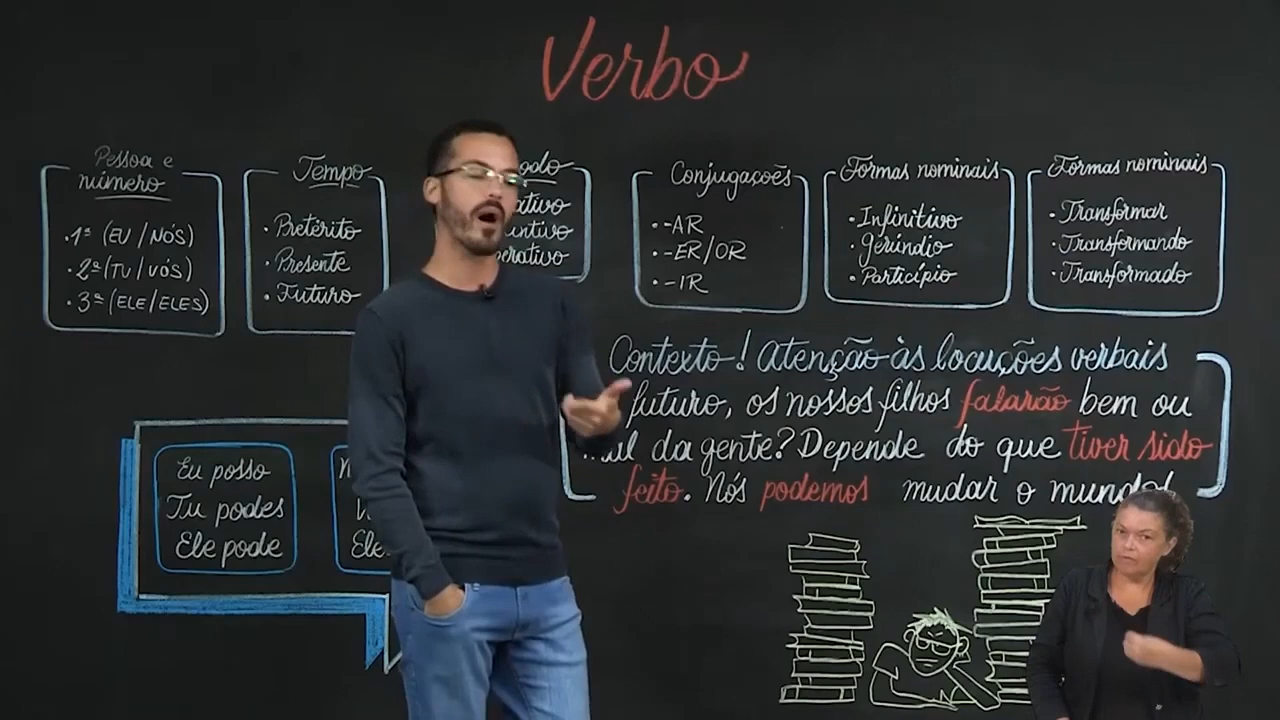 Verbo
Pessoa e
número
• 1ª (EU / NÓS)
• 2ª (TU / VÓS)
• 3ª (ELE/ELES)
Tempo
• Pretérito
• Presente
• Futuro
Conjugações
• -AR
• -ER/OR
• -IR
Formas nominais
• Infinitivo
• Gerúndio
• Particípio
Formas nominais
• Transformar
• Transformando
• Transformado
Contexto! Atenção às locuções verbais
futuro, os nossos filhos falarão bem ou
mal da gente? Depende do que tiver sido
feito. Nós podemos mudar o mundo!
Eu posso
Tu podes
Ele pode